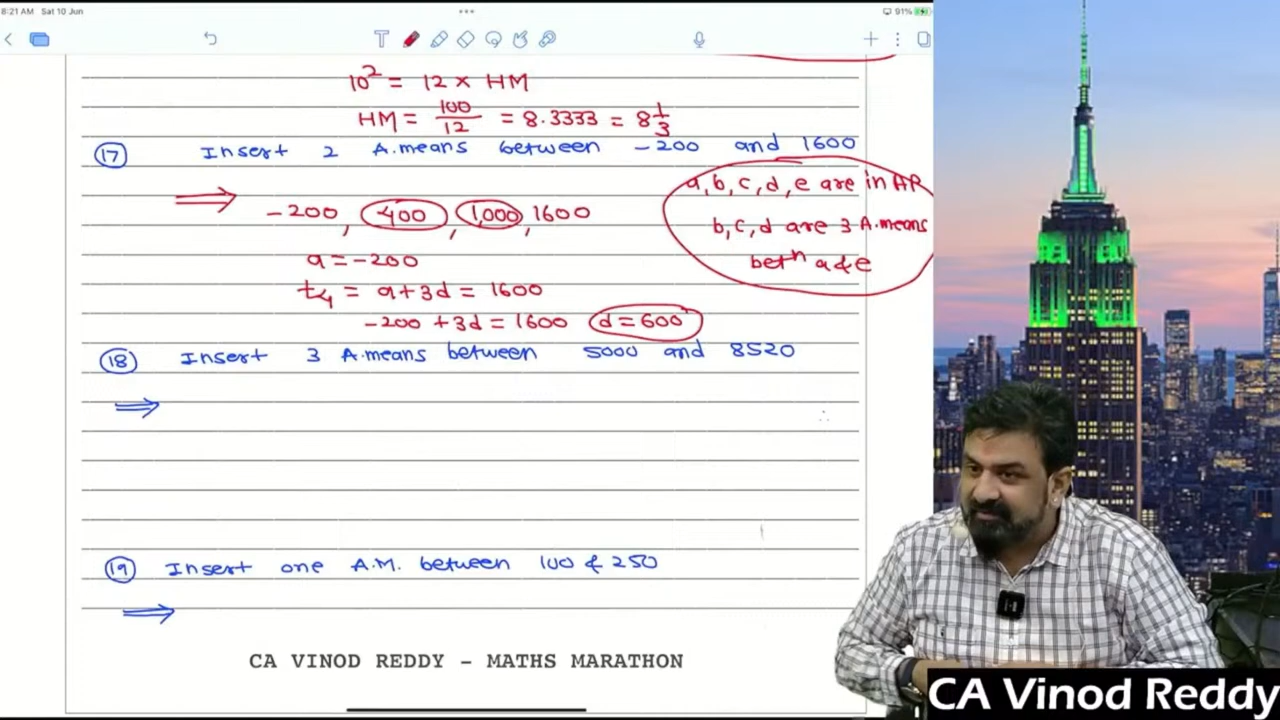 8:21 AM Sat 10 Jun
91%
10² = 12 × HM
HM = 100/12 = 8.3333 = 8 1/3
17 Insert 2 A.means between -200 and 1600
⇒ -200, 400, 1,000, 1600
a, b, c, d, e are in AP
b, c, d are 3 A.means
betⁿ a & e
a = -200
t₄ = a+3d = 1600
-200 + 3d = 1600 d = 600
18 Insert 3 A.means between 5000 and 8520
⇒
19 Insert one A.M. between 100 & 250
⇒
CA VINOD REDDY - MATHS MARATHON
CA Vinod Reddy